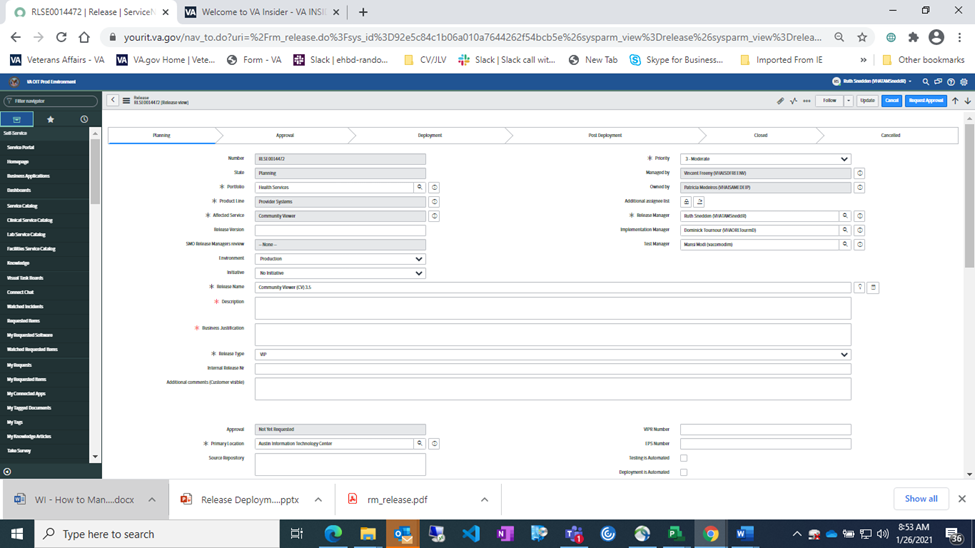 RLSE0014472 | Release | ServiceN
Welcome to VA Insider - VA INSI
yourit.va.gov/nav_to.do?uri=%2Frm_release.do%3Fsys_id%3D92e5c84c1b06a010a7644262f54bcb5e%26sysparm_view%3Drelease%26sysparm_view%3Drelea...
Veterans Affairs - VA
VA.gov Home | Vete...
Form - VA
Slack | ehbd-rando...
CV/JLV
Slack | Slack call wit...
New Tab
Skype for Business...
Imported From IE
»
Other bookmarks
VA OIT Prod Environment
Filter navigator
Release
RLSE0014472 [Release view]
Follow
Update
Cancel
Request Approval
Planning
Approval
Deployment
Post Deployment
Closed
Cancelled
Self-Service
Service Portal
Homepage
Business Applications
Dashboards
Service Catalog
Clinical Service Catalog
Lab Service Catalog
Facilities Service Catalog
Knowledge
Visual Task Boards
Connect Chat
Watched Incidents
Requested Items
My Requested Software
Watched Requested Items
My Requests
My Requested Items
My Connected Apps
My Tagged Documents
My Tags
My Knowledge Articles
Take Survey
Number
RLSE0014472
State
Planning
Portfolio
Health Services
Product Line
Provider Systems
Affected Service
Community Viewer
Release Version
SMO Release Managers review
-- None --
Environment
Production
Initiative
No Initiative
Priority
3 - Moderate
Managed by
Owned by
Additional assignee list
Release Manager
Implementation Manager
Test Manager
Release Name
Community Viewer (CV) 3.5
Description
Business Justification
Release Type
VIP
Internal Release Nr
Additional comments (Customer visible)
Approval
Not Yet Requested
Primary Location
Austin Information Technology Center
Source Repository
VIPR Number
EPS Number
Testing is Automated
Deployment is Automated
WI - How to Man....docx
Release Deploym....pptx
rm_release.pdf
Show all
Type here to search
8:53 AM
1/26/2021
36